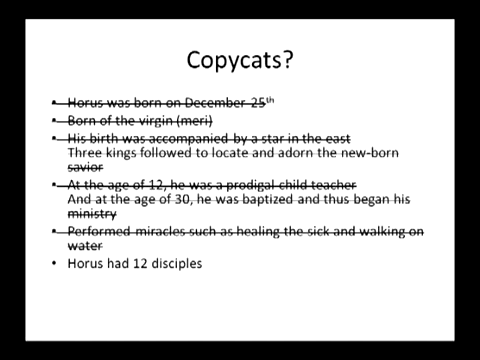 Copycats?
• Horus was born on December 25th
• Born of the virgin (meri)
• His birth was accompanied by a star in the east
Three kings followed to locate and adorn the new-born
savior
• At the age of 12, he was a prodigal child teacher
And at the age of 30, he was baptized and thus began his
ministry
• Performed miracles such as healing the sick and walking on
water
• Horus had 12 disciples